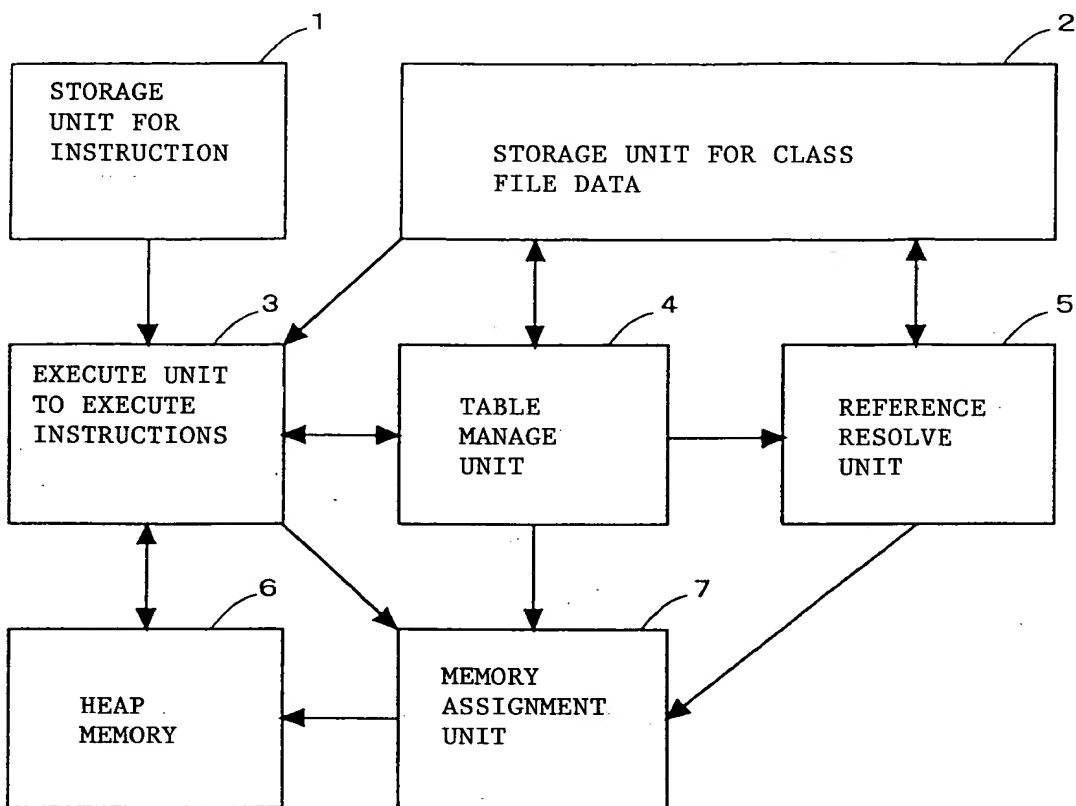 1
STORAGE
UNIT FOR
INSTRUCTION
2
STORAGE UNIT FOR CLASS
FILE DATA
3
EXECUTE UNIT
TO EXECUTE
INSTRUCTIONS
4
TABLE
MANAGE
UNIT
5
REFERENCE
RESOLVE
UNIT
6
HEAP
MEMORY
7
MEMORY
ASSIGNMENT
UNIT